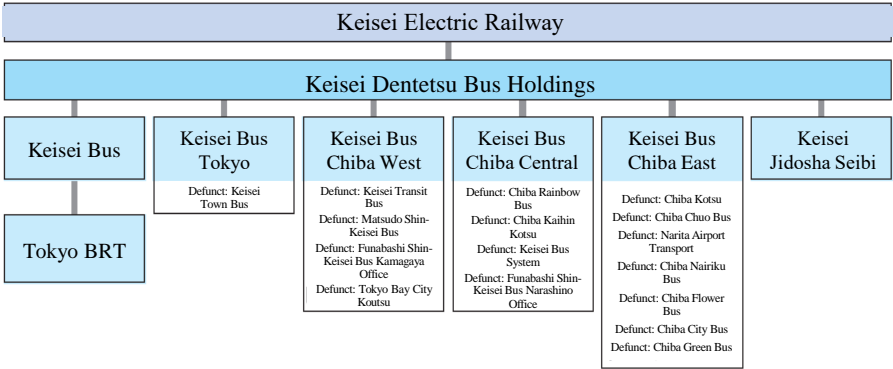 Keisei Electric Railway
Keisei Dentetsu Bus Holdings
Keisei Bus
Tokyo BRT
Keisei Bus
Tokyo
Defunct: Keisei
Town Bus
Keisei Bus
Chiba West
Defunct: Keisei Transit
Bus
Defunct: Matsudo Shin-
Keisei Bus
Defunct: Funabashi Shin-
Keisei Bus Kamagaya
Office
Defunct: Tokyo Bay City
Koutsu
Keisei Bus
Chiba Central
Defunct: Chiba Rainbow
Bus
Defunct: Chiba Kaihin
Kotsu
Defunct: Keisei Bus
System
Defunct: Funabashi Shin-
Keisei Bus Narashino
Office
Keisei Bus
Chiba East
Defunct: Chiba Kotsu
Defunct: Chiba Chuo Bus
Defunct: Narita Airport
Transport
Defunct: Chiba Nairiku
Bus
Defunct: Chiba Flower
Bus
Defunct: Chiba City Bus
Defunct: Chiba Green Bus
Keisei
Jidosha Seibi